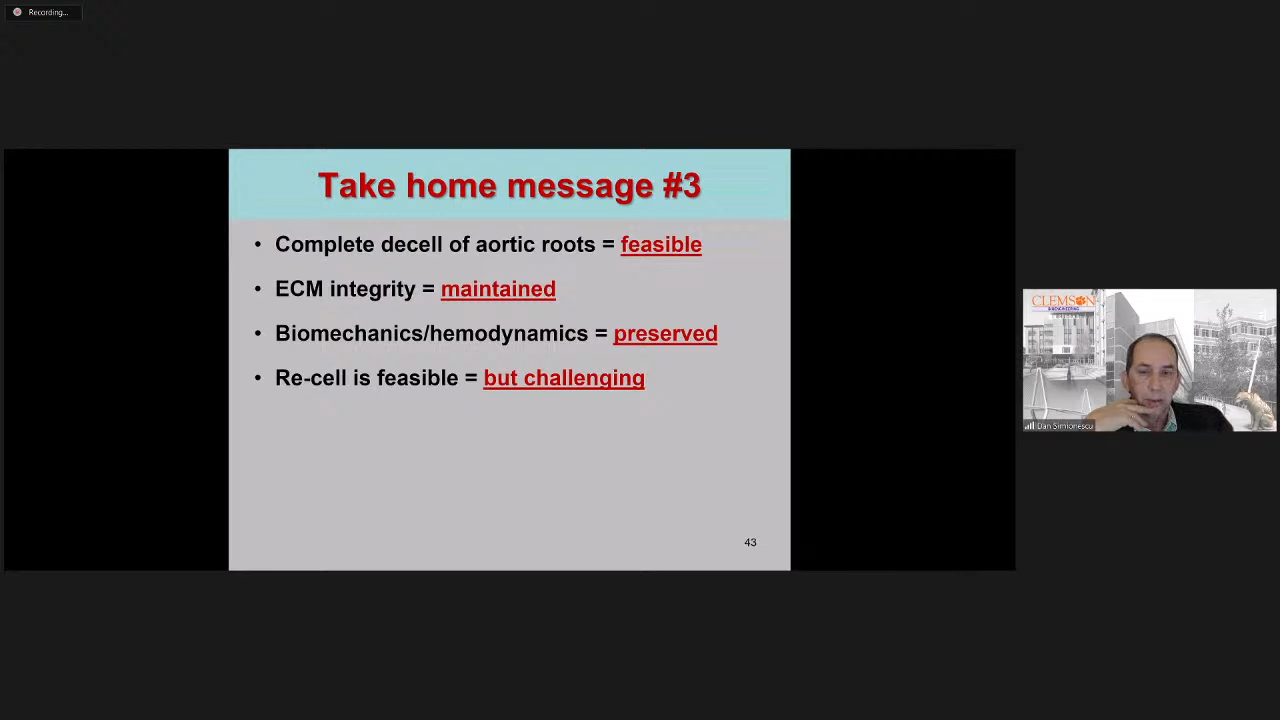 Recording...
Take home message #3
• Complete decell of aortic roots = feasible
• ECM integrity = maintained
• Biomechanics/hemodynamics = preserved
• Re-cell is feasible = but challenging
43
CLEMSON
BIOENGINEERING
Dan Simionescu